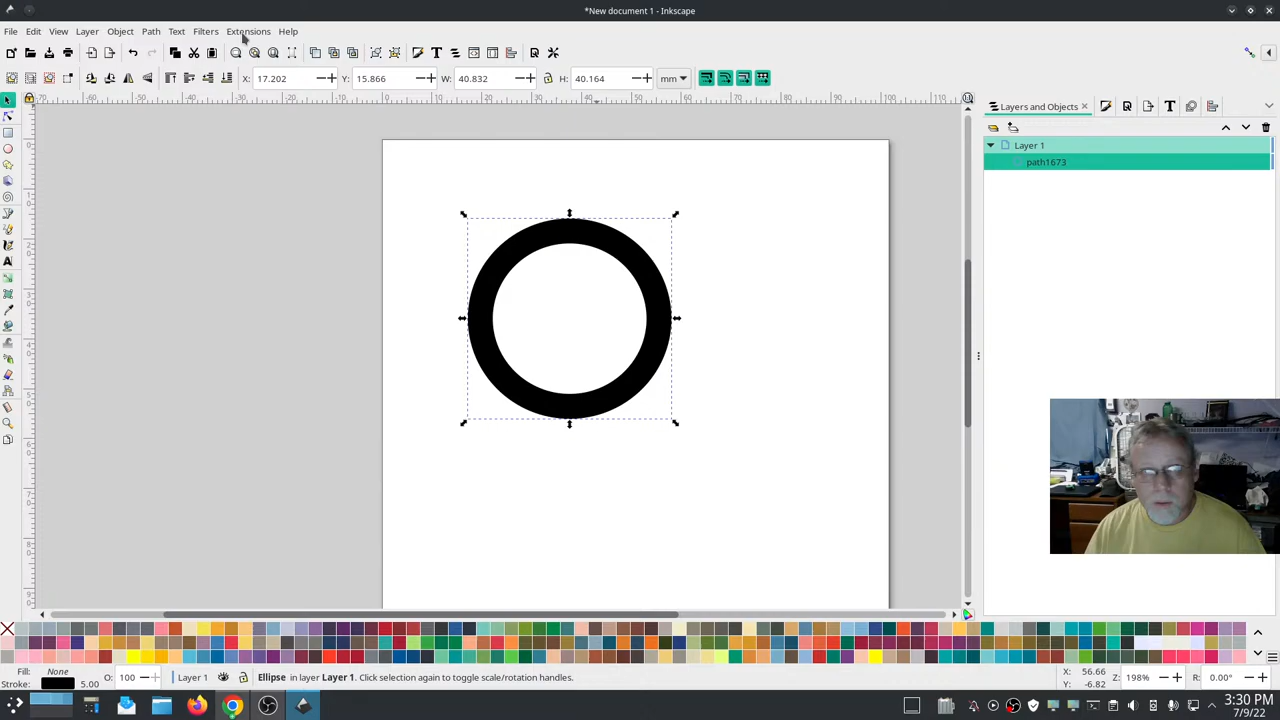 *New document 1 - Inkscape
File Edit View Layer Object Path Text Filters Extensions Help
X: 17.202 Y: 15.866 W: 40.832 H: 40.164 mm
Layers and Objects
Layer 1
path1673
Fill: None
Stroke: 5.00
O: 100
Layer 1
Ellipse in layer Layer 1. Click selection again to toggle scale/rotation handles.
X: 56.66
Y: -6.82
Z: 198%
R: 0.00°
3:30 PM
7/9/22